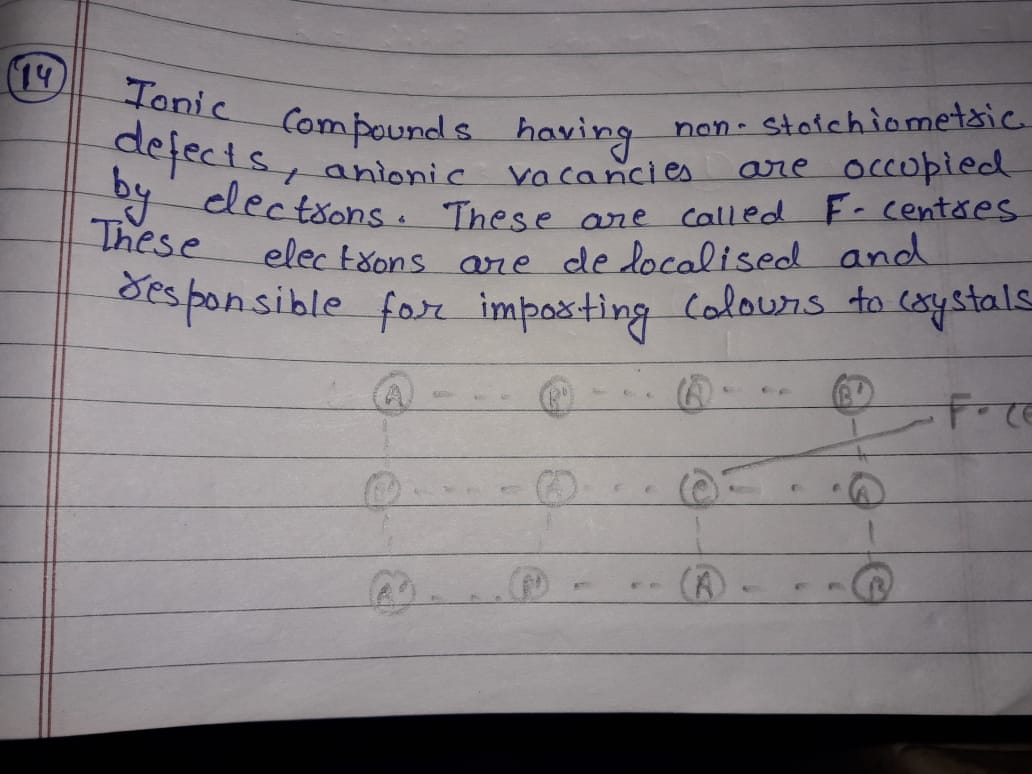 14
Ionic Compounds having non-stoichiometric
defects, anionic vacancies are occupied
by electrons. These are called F-centres
These electrons are delocalised and
responsible for imparting Colours to crystals
A B' A B'
F-ce
A e A
A B